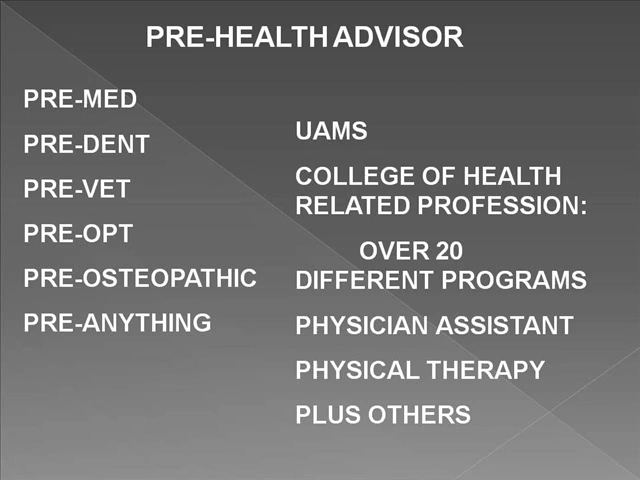 PRE-HEALTH ADVISOR
PRE-MED
PRE-DENT
PRE-VET
PRE-OPT
PRE-OSTEOPATHIC
PRE-ANYTHING
UAMS
COLLEGE OF HEALTH
RELATED PROFESSION:
OVER 20
DIFFERENT PROGRAMS
PHYSICIAN ASSISTANT
PHYSICAL THERAPY
PLUS OTHERS